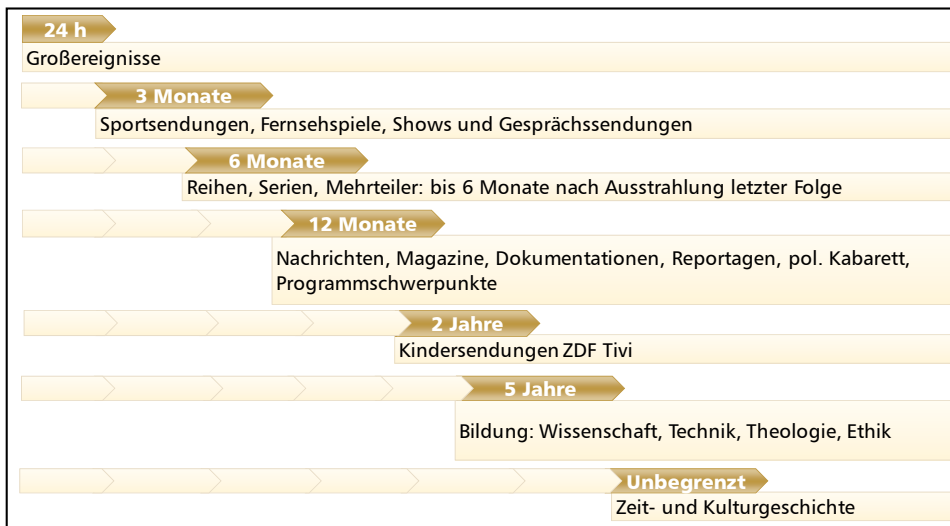 24 h
Großereignisse
3 Monate
Sportsendungen, Fernsehspiele, Shows und Gesprächssendungen
6 Monate
Reihen, Serien, Mehrteiler: bis 6 Monate nach Ausstrahlung letzter Folge
12 Monate
Nachrichten, Magazine, Dokumentationen, Reportagen, pol. Kabarett,
Programmschwerpunkte
2 Jahre
Kindersendungen ZDF Tivi
5 Jahre
Bildung: Wissenschaft, Technik, Theologie, Ethik
Unbegrenzt
Zeit- und Kulturgeschichte